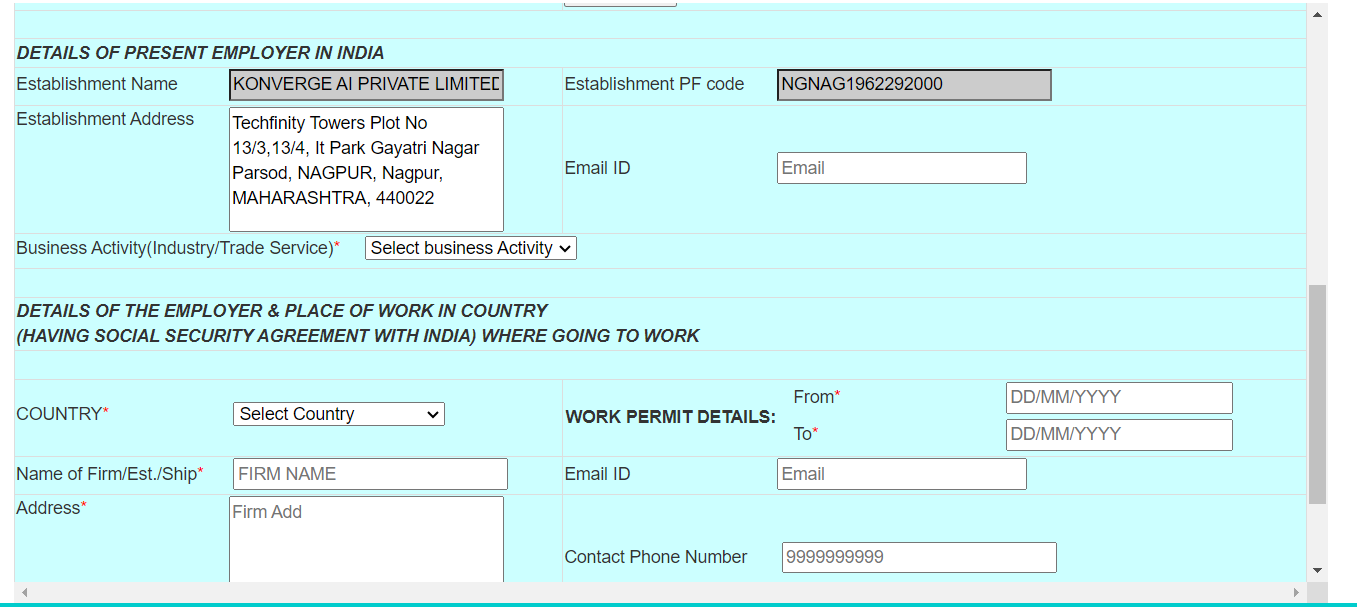 DETAILS OF PRESENT EMPLOYER IN INDIA
Establishment Name KONVERGE AI PRIVATE LIMITED Establishment PF code NGNAG1962292000
Establishment Address
Techfinity Towers Plot No
13/3,13/4, It Park Gayatri Nagar
Parsod, NAGPUR, Nagpur,
MAHARASHTRA, 440022
Email ID Email
Business Activity(Industry/Trade Service)* Select business Activity
DETAILS OF THE EMPLOYER & PLACE OF WORK IN COUNTRY
(HAVING SOCIAL SECURITY AGREEMENT WITH INDIA) WHERE GOING TO WORK
COUNTRY* Select Country
WORK PERMIT DETAILS:
From* DD/MM/YYYY
To* DD/MM/YYYY
Name of Firm/Est./Ship* FIRM NAME Email ID Email
Address* Firm Add
Contact Phone Number 9999999999